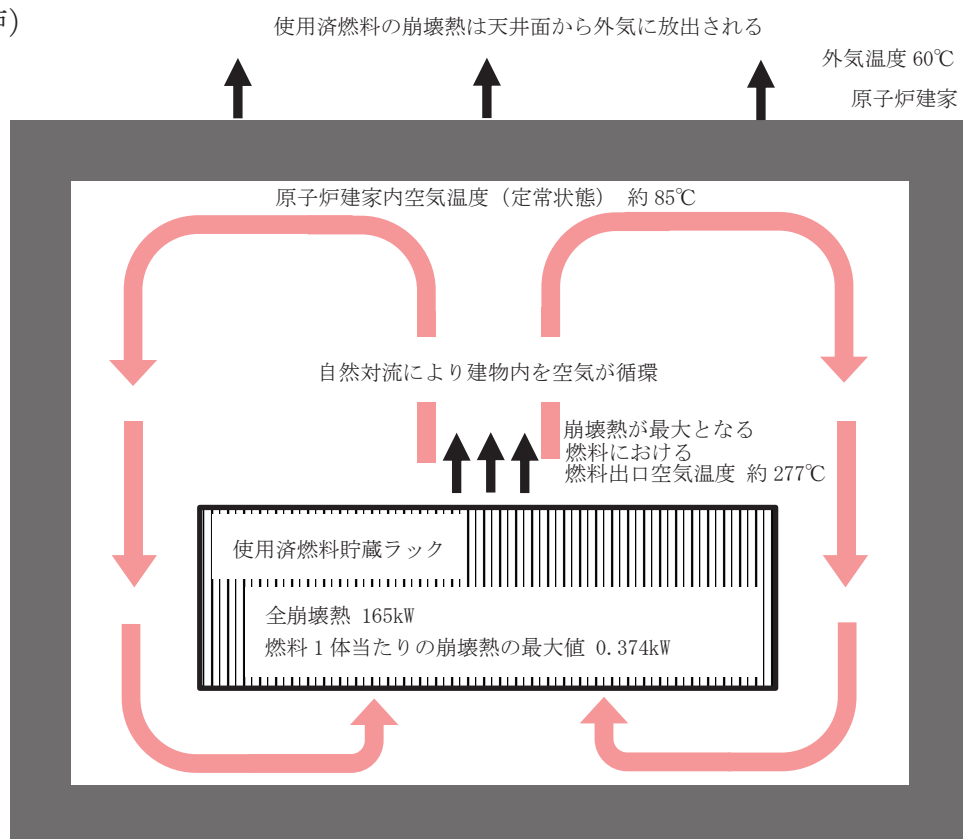 使用済燃料の崩壊熱は天井面から外気に放出される
外気温度 60℃
原子炉建家
原子炉建家内空気温度（定常状態） 約 85℃
自然対流により建物内を空気が循環
崩壊熱が最大となる
燃料における
燃料出口空気温度 約 277℃
使用済燃料貯蔵ラック
全崩壊熱 165kW
燃料 1 体当たりの崩壊熱の最大値 0.374kW